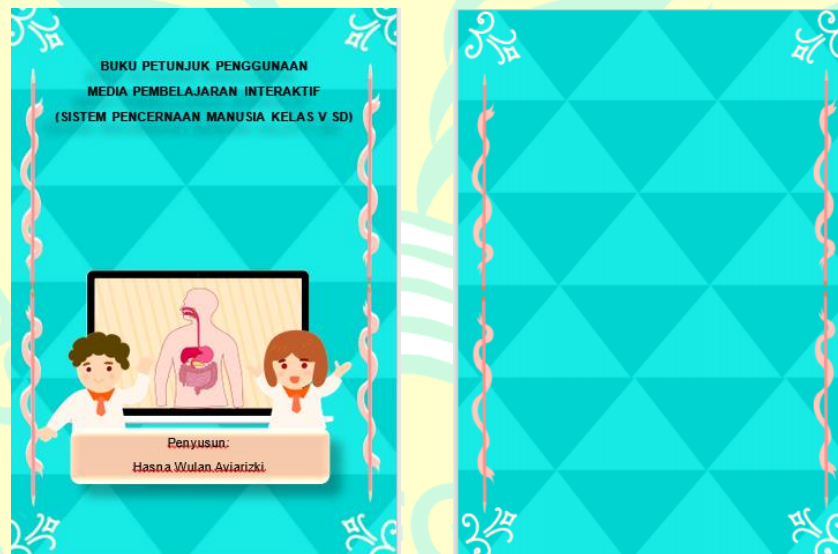 BUKU PETUNJUK PENGGUNAAN
MEDIA PEMBELAJARAN INTERAKTIF
(SISTEM PENCERNAAN MANUSIA KELAS V SD)
Penyusun:
Hasna Wulan Aviarizki